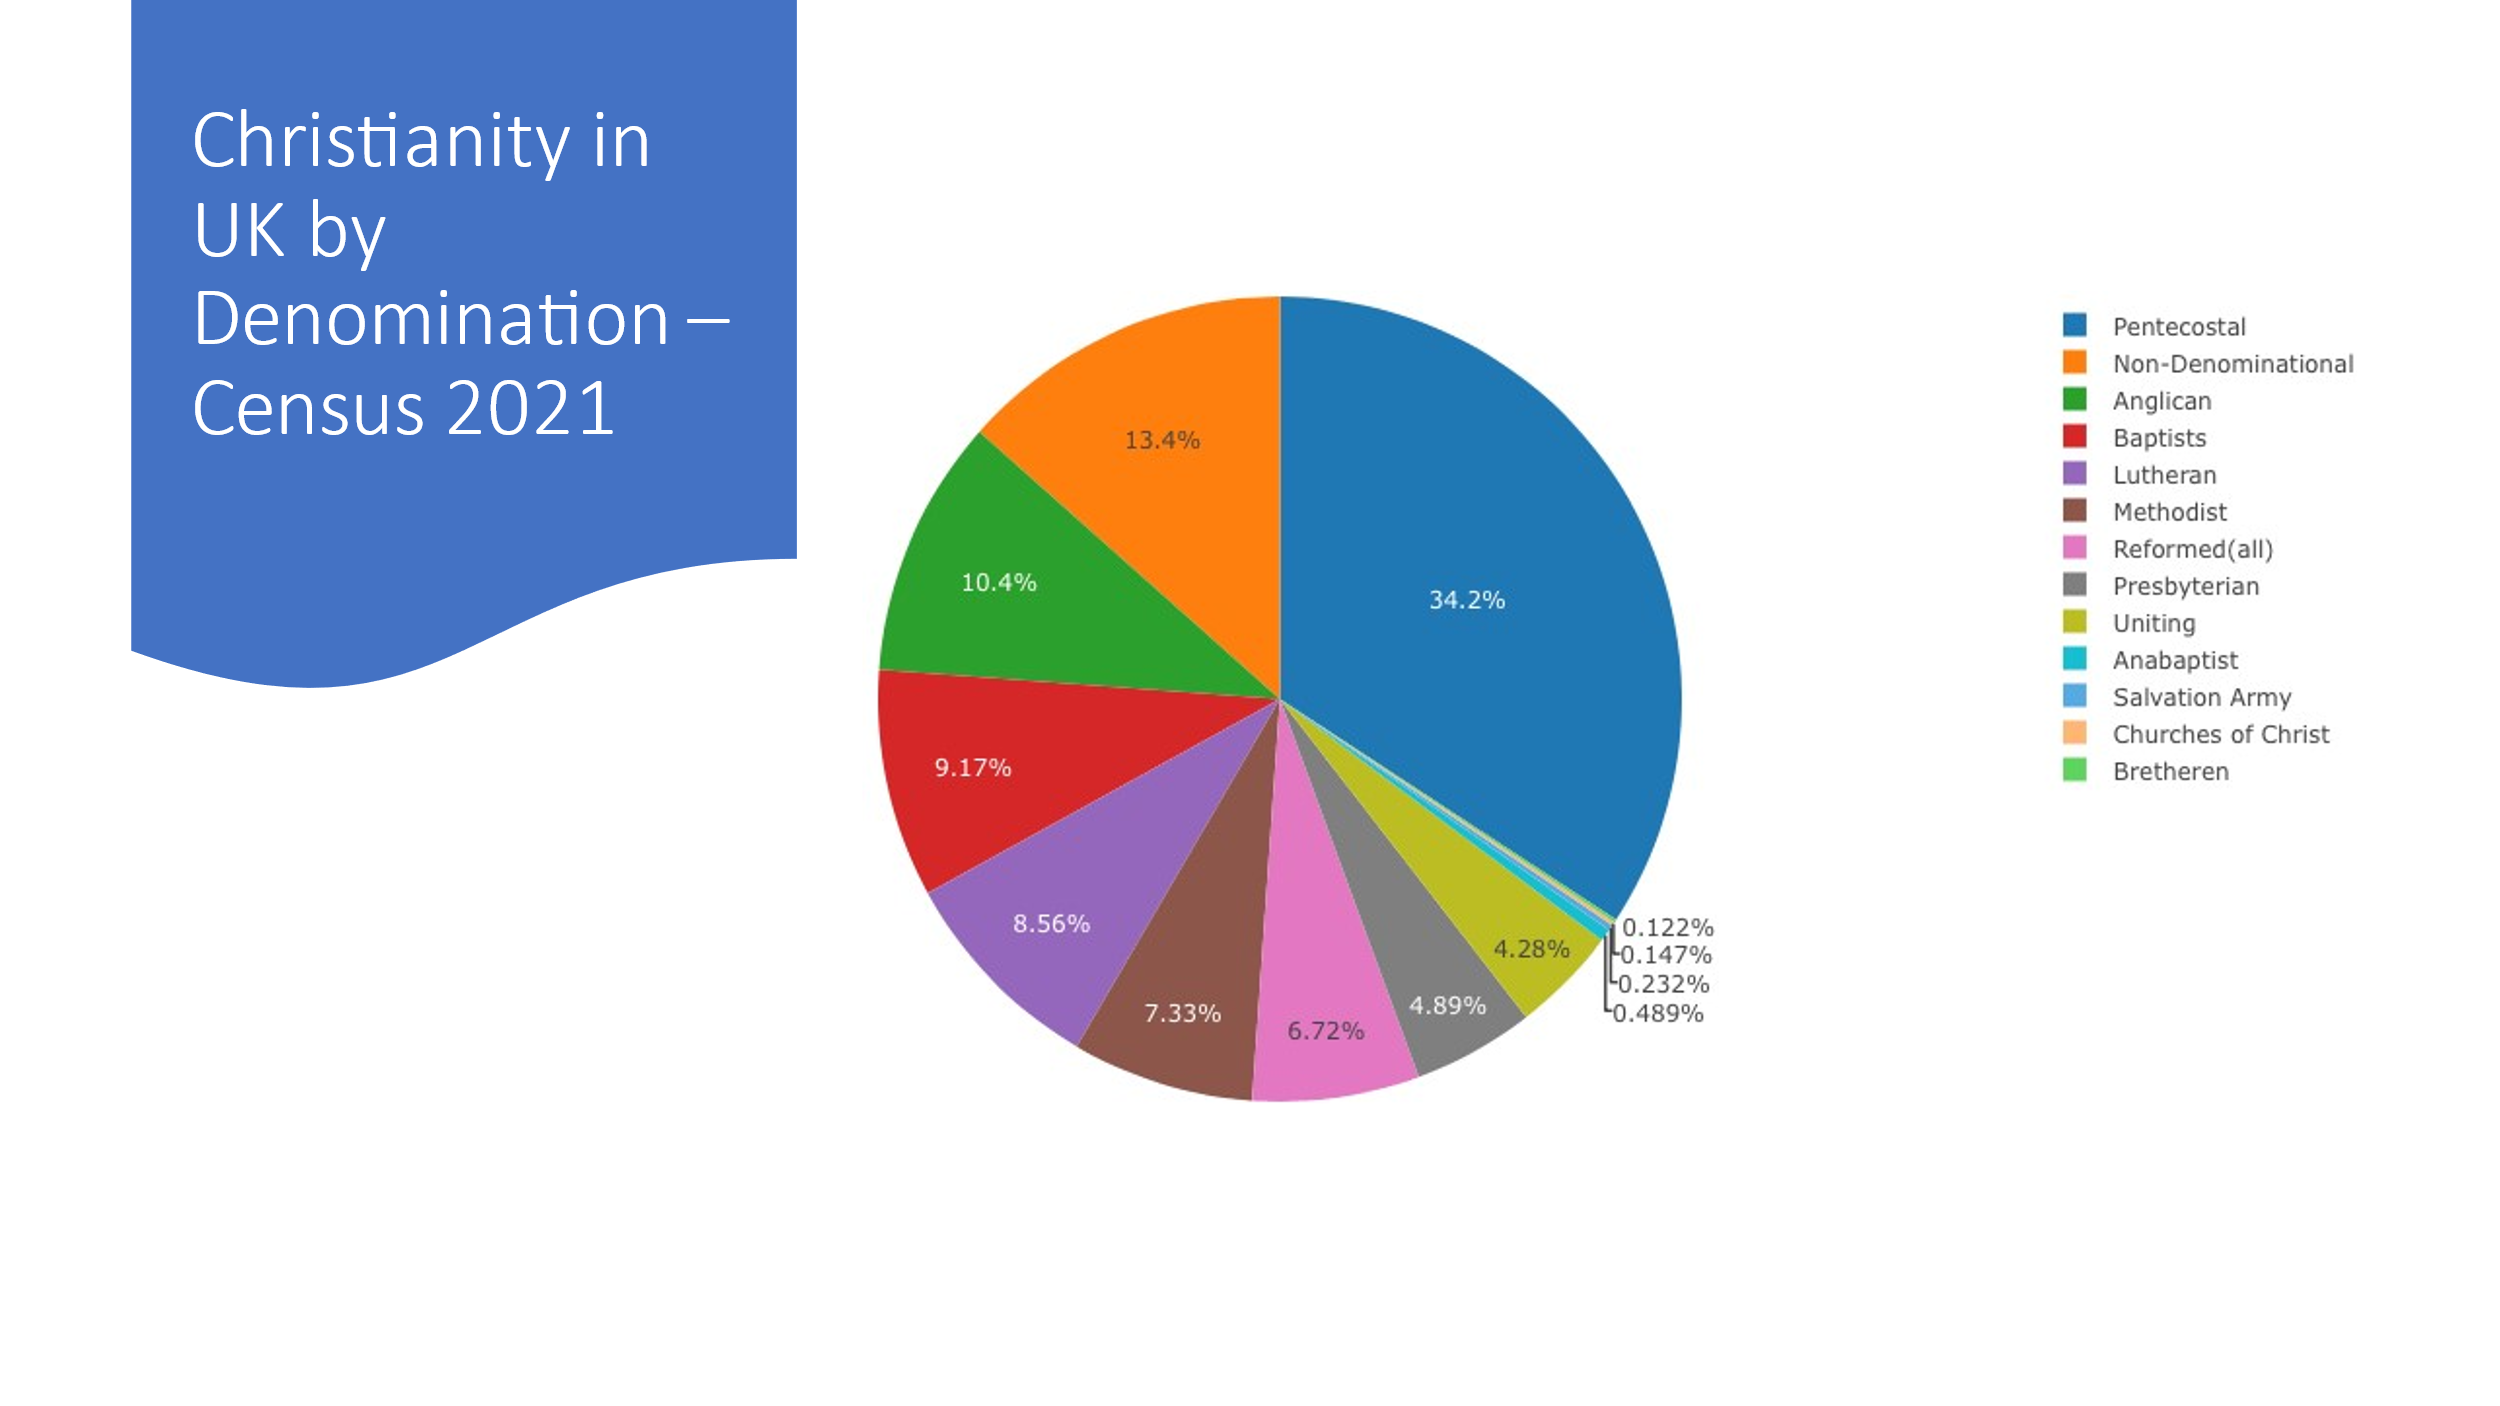 Christianity in
UK by
Denomination –
Census 2021
13.4%
34.2%
10.4%
9.17%
8.56%
7.33%
6.72%
4.89%
4.28%
0.122%
0.147%
0.232%
0.489%
Pentecostal
Non-Denominational
Anglican
Baptists
Lutheran
Methodist
Reformed(all)
Presbyterian
Uniting
Anabaptist
Salvation Army
Churches of Christ
Bretheren